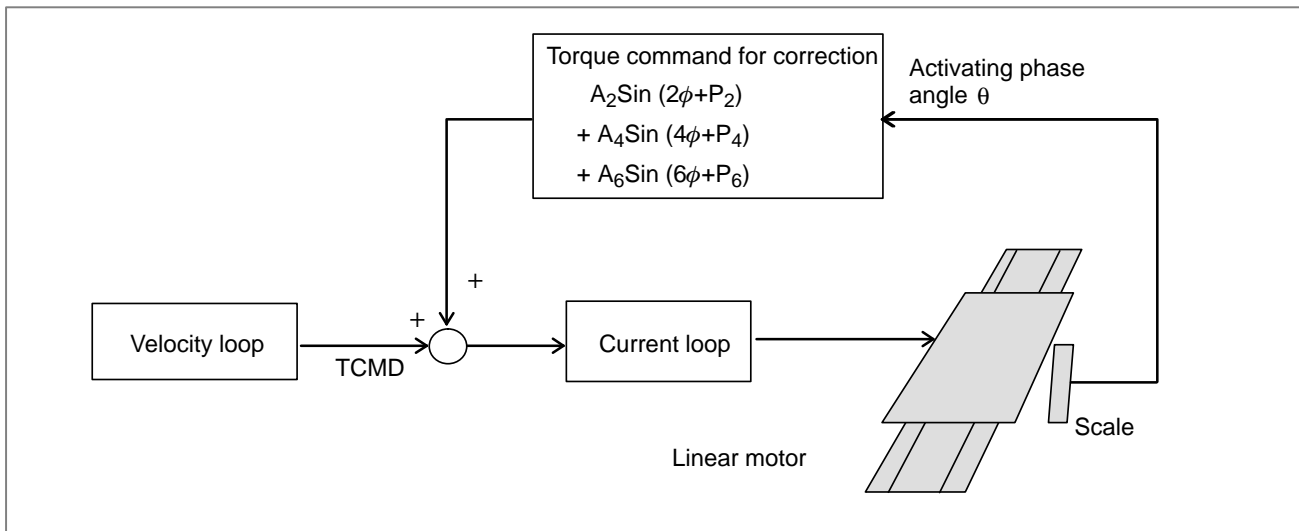 Torque command for correction
A₂Sin (2ϕ+P₂)
+ A₄Sin (4ϕ+P₄)
+ A₆Sin (6ϕ+P₆)
Activating phase
angle θ
+
+
Velocity loop
TCMD
Current loop
Scale
Linear motor